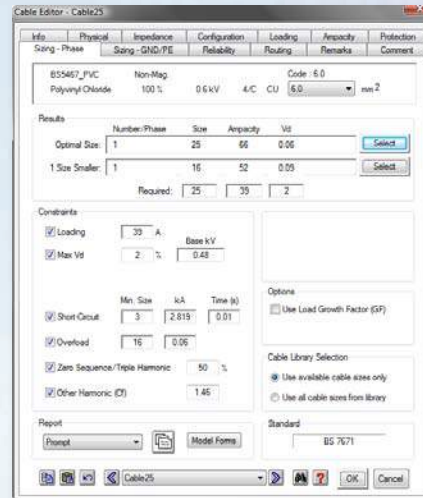 Cable Editor - Cable25
Info Physical Impedance Configuration Loading Ampacity Protection
Sizing - Phase Sizing - GND/PE Reliability Routing Remarks Comment
BS5467_PVC Non-Mag. Code : 6.0
Polyvinyl Chloride 100 % 0.6 kV 4/C CU 6.0 mm 2
Results
Number/Phase Size Ampacity Vd
Optimal Size: 1 25 66 0.06 Select
1 Size Smaller: 1 16 52 0.09 Select
Required: 25 39 2
Constraints
Loading 39 A
Base kV
Max Vd 2 % 0.48
Options
Use Load Growth Factor (GF)
Min. Size kA Time (s)
Short-Circuit 3 2.819 0.01
Overload 16 0.06
Cable Library Selection
Zero Sequence/Triple Harmonic 50 %
Use available cable sizes only
Other Harmonic (Cf) 1.46
Use all cable sizes from library
Report
Standard
Prompt Model Forms
BS 7671
Cable25 OK Cancel